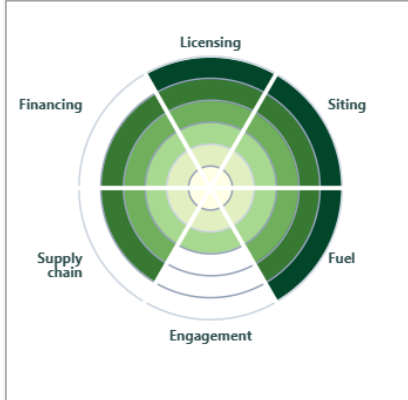 Licensing
Financing
Siting
Supply
chain
Fuel
Engagement